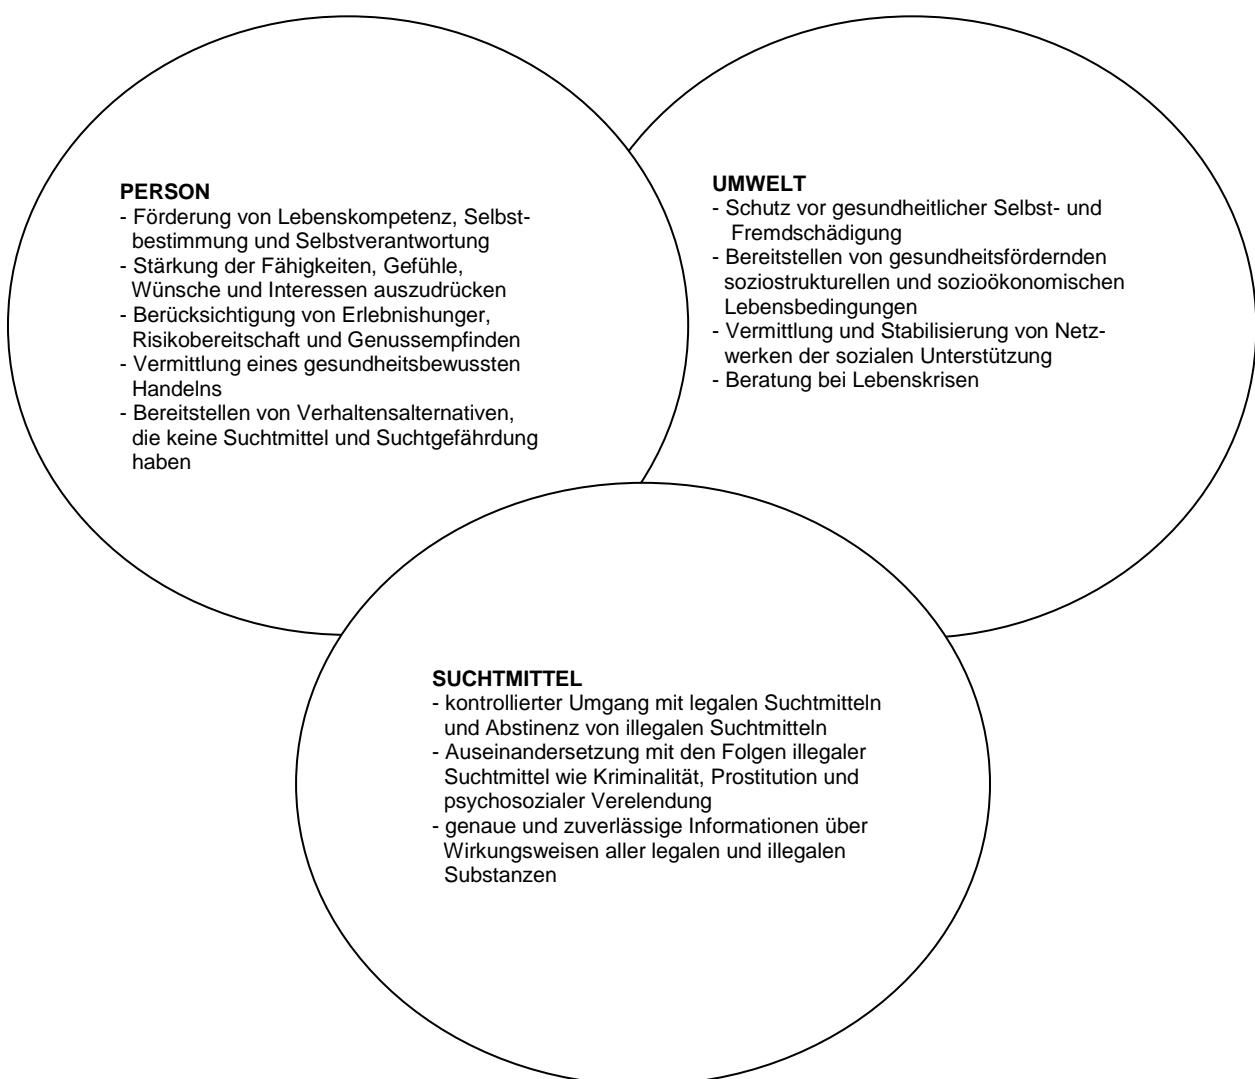 PERSON
- Förderung von Lebenskompetenz, Selbst-
bestimmung und Selbstverantwortung
- Stärkung der Fähigkeiten, Gefühle,
Wünsche und Interessen auszudrücken
- Berücksichtigung von Erlebnishunger,
Risikobereitschaft und Genussempfinden
- Vermittlung eines gesundheitsbewussten
Handelns
- Bereitstellen von Verhaltensalternativen,
die keine Suchtmittel und Suchtgefährdung
haben
UMWELT
- Schutz vor gesundheitlicher Selbst- und
Fremdschädigung
- Bereitstellen von gesundheitsfördernden
soziostrukturellen und sozioökonomischen
Lebensbedingungen
- Vermittlung und Stabilisierung von Netz-
werken der sozialen Unterstützung
- Beratung bei Lebenskrisen
SUCHTMITTEL
- kontrollierter Umgang mit legalen Suchtmitteln
und Abstinenz von illegalen Suchtmitteln
- Auseinandersetzung mit den Folgen illegaler
Suchtmittel wie Kriminalität, Prostitution und
psychosozialer Verelendung
- genaue und zuverlässige Informationen über
Wirkungsweisen aller legalen und illegalen
Substanzen